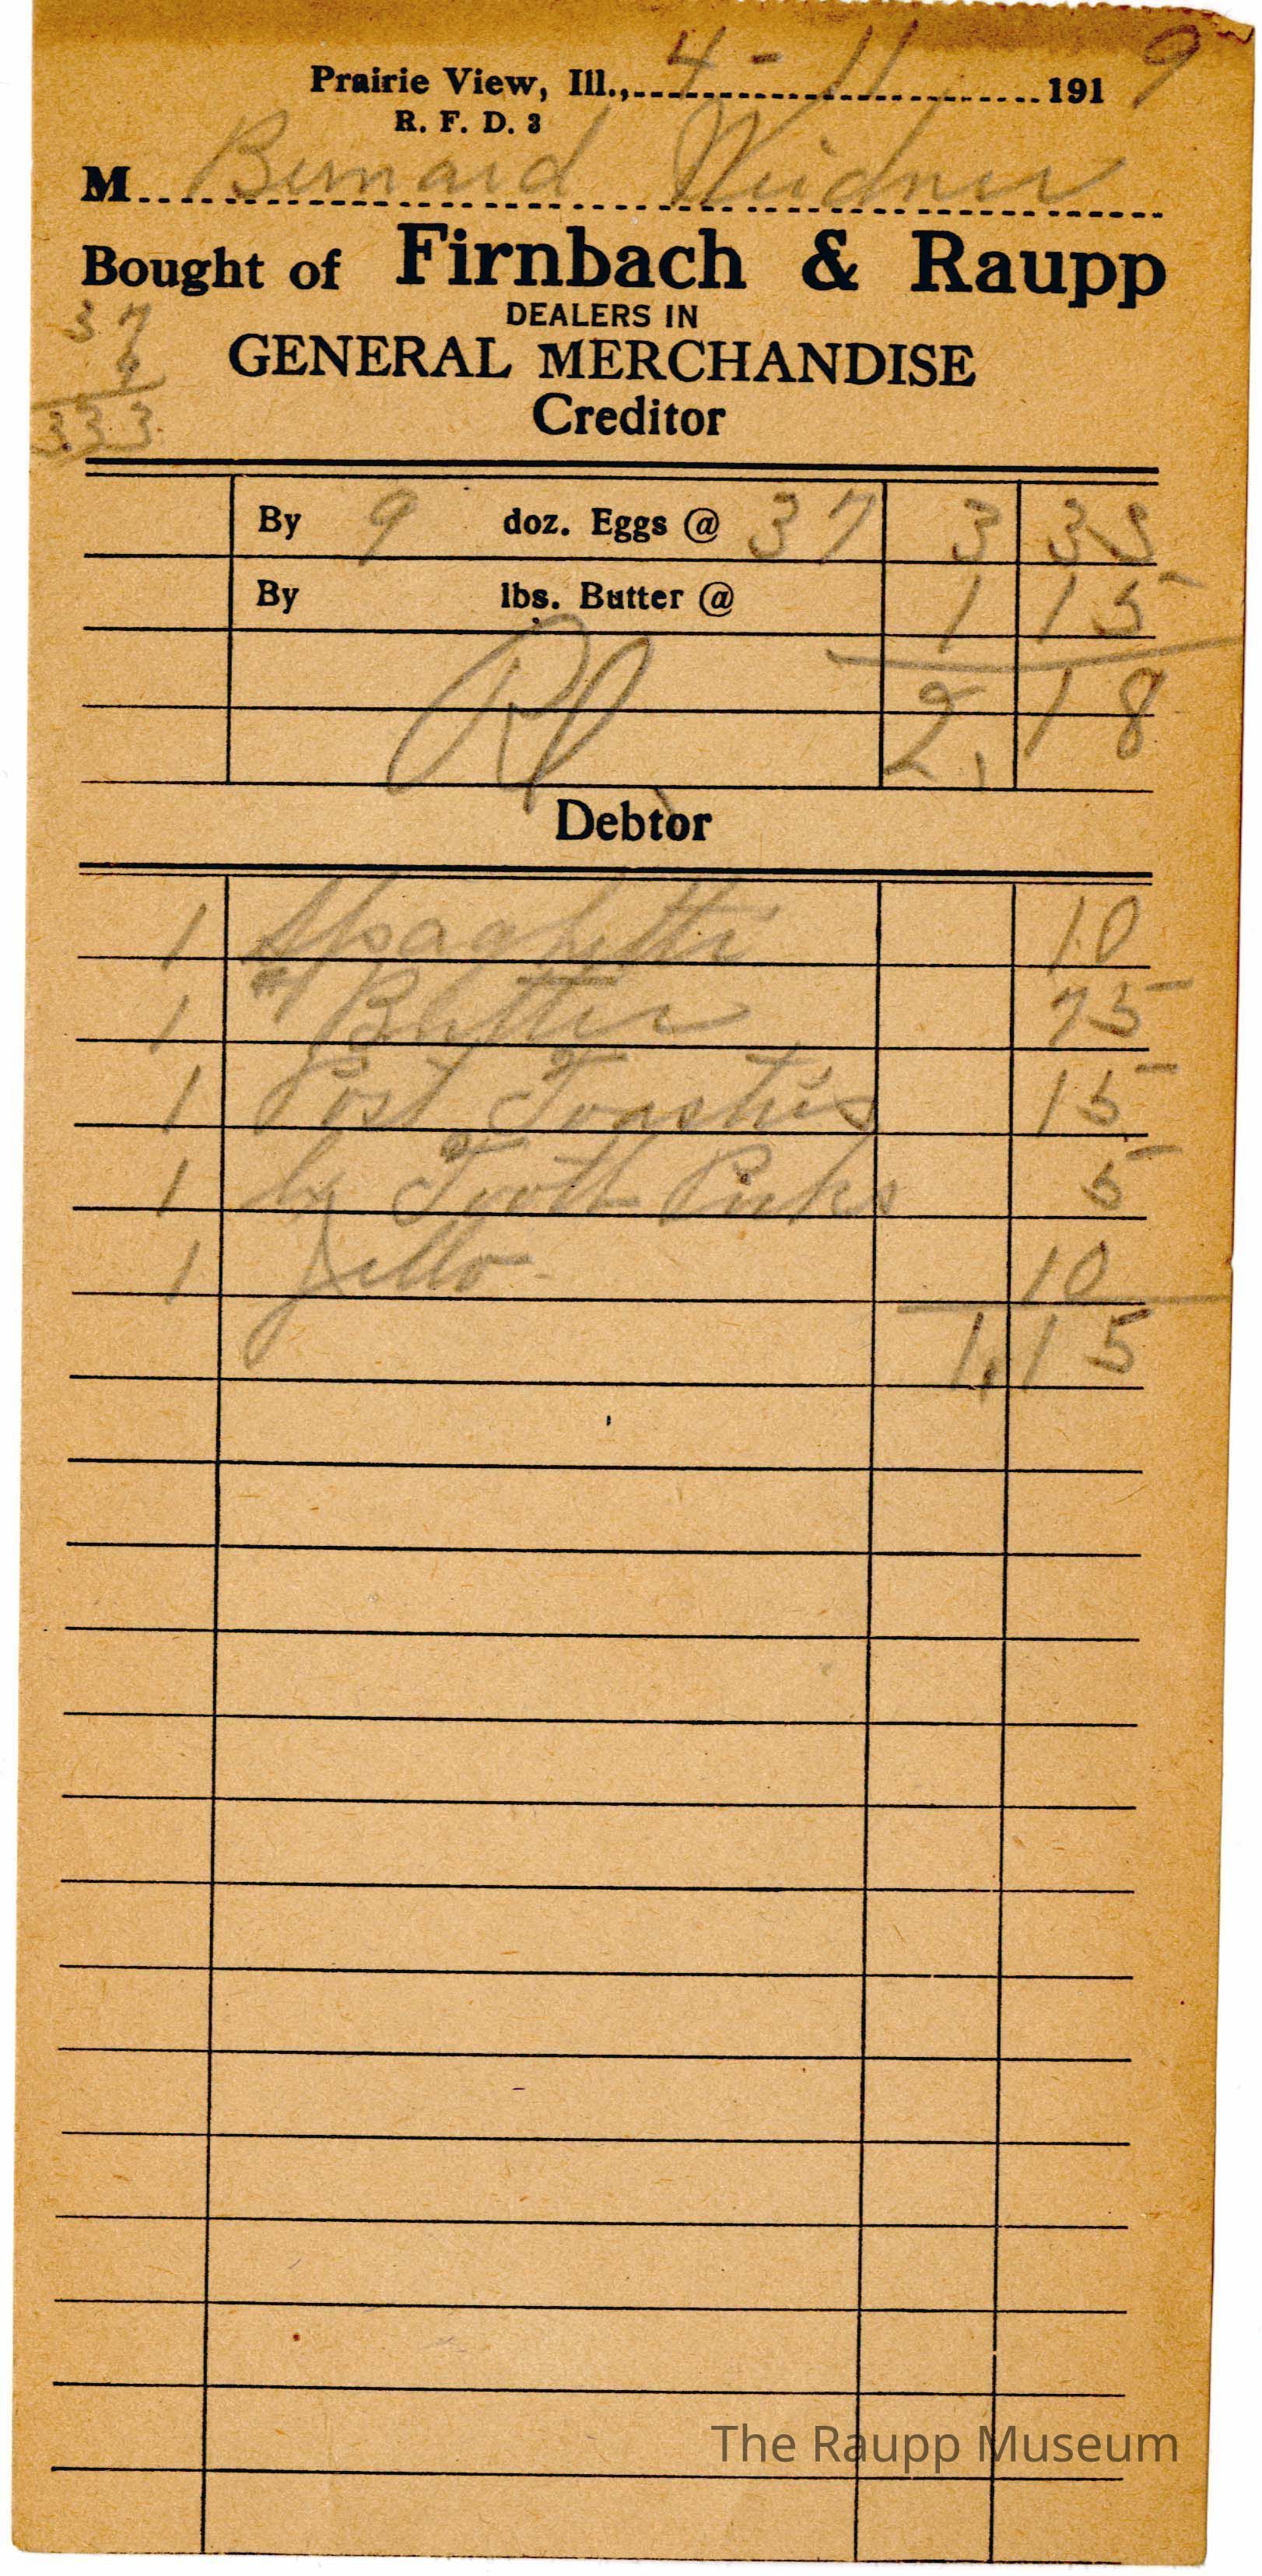 Prairie View, Ill., 4 - 11 1919
R. F. D. 3
M Bernard Weidner
Bought of Firnbach & Raupp
DEALERS IN
GENERAL MERCHANDISE
Creditor
37
9
333
By 9 doz. Eggs @ 37 3 33
By lbs. Butter @ 1 15
2,18
Debtor
1 Spaghetti 10
1 #1 Butter 75
1 Post Toasties 15
1 Tooth Picks 5
1 Jello 10
1,15
The Raupp Museum